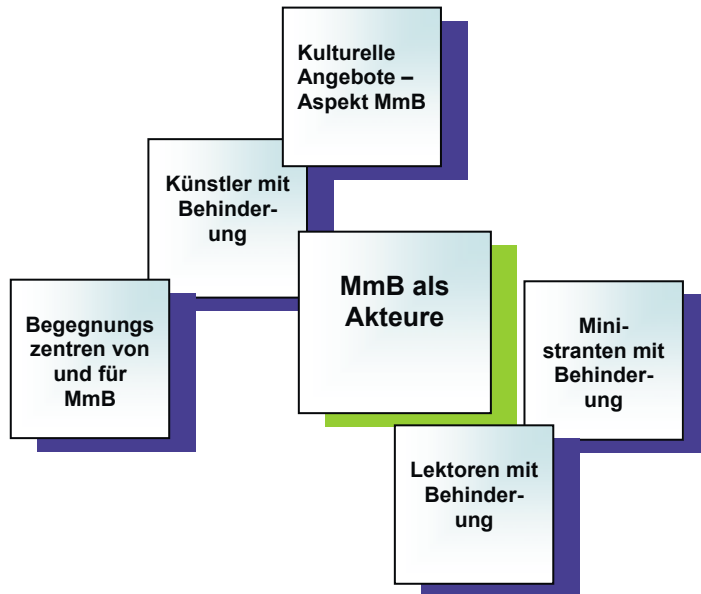 Kulturelle
Angebote –
Aspekt MmB
Künstler mit
Behinder-
ung
MmB als
Akteure
Begegnungs
zentren von
und für
MmB
Mini-
stranten mit
Behinder-
ung
Lektoren mit
Behinder-
ung